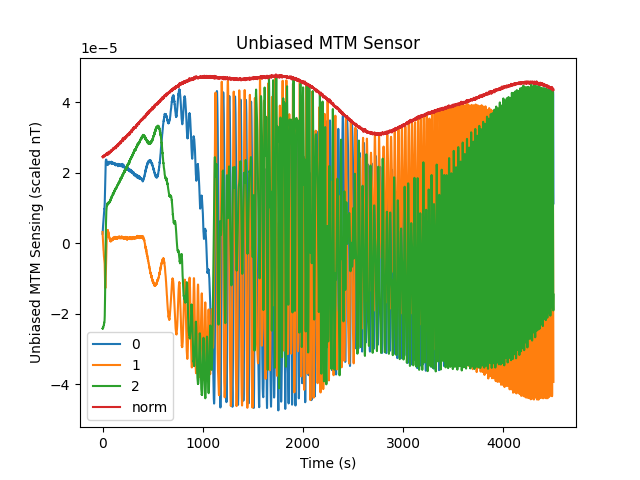 Unbiased MTM Sensor
1e−5
Unbiased MTM Sensing (scaled nT)
4
2
0
−2
−4
0
1
2
norm
0
1000
2000
3000
4000
Time (s)